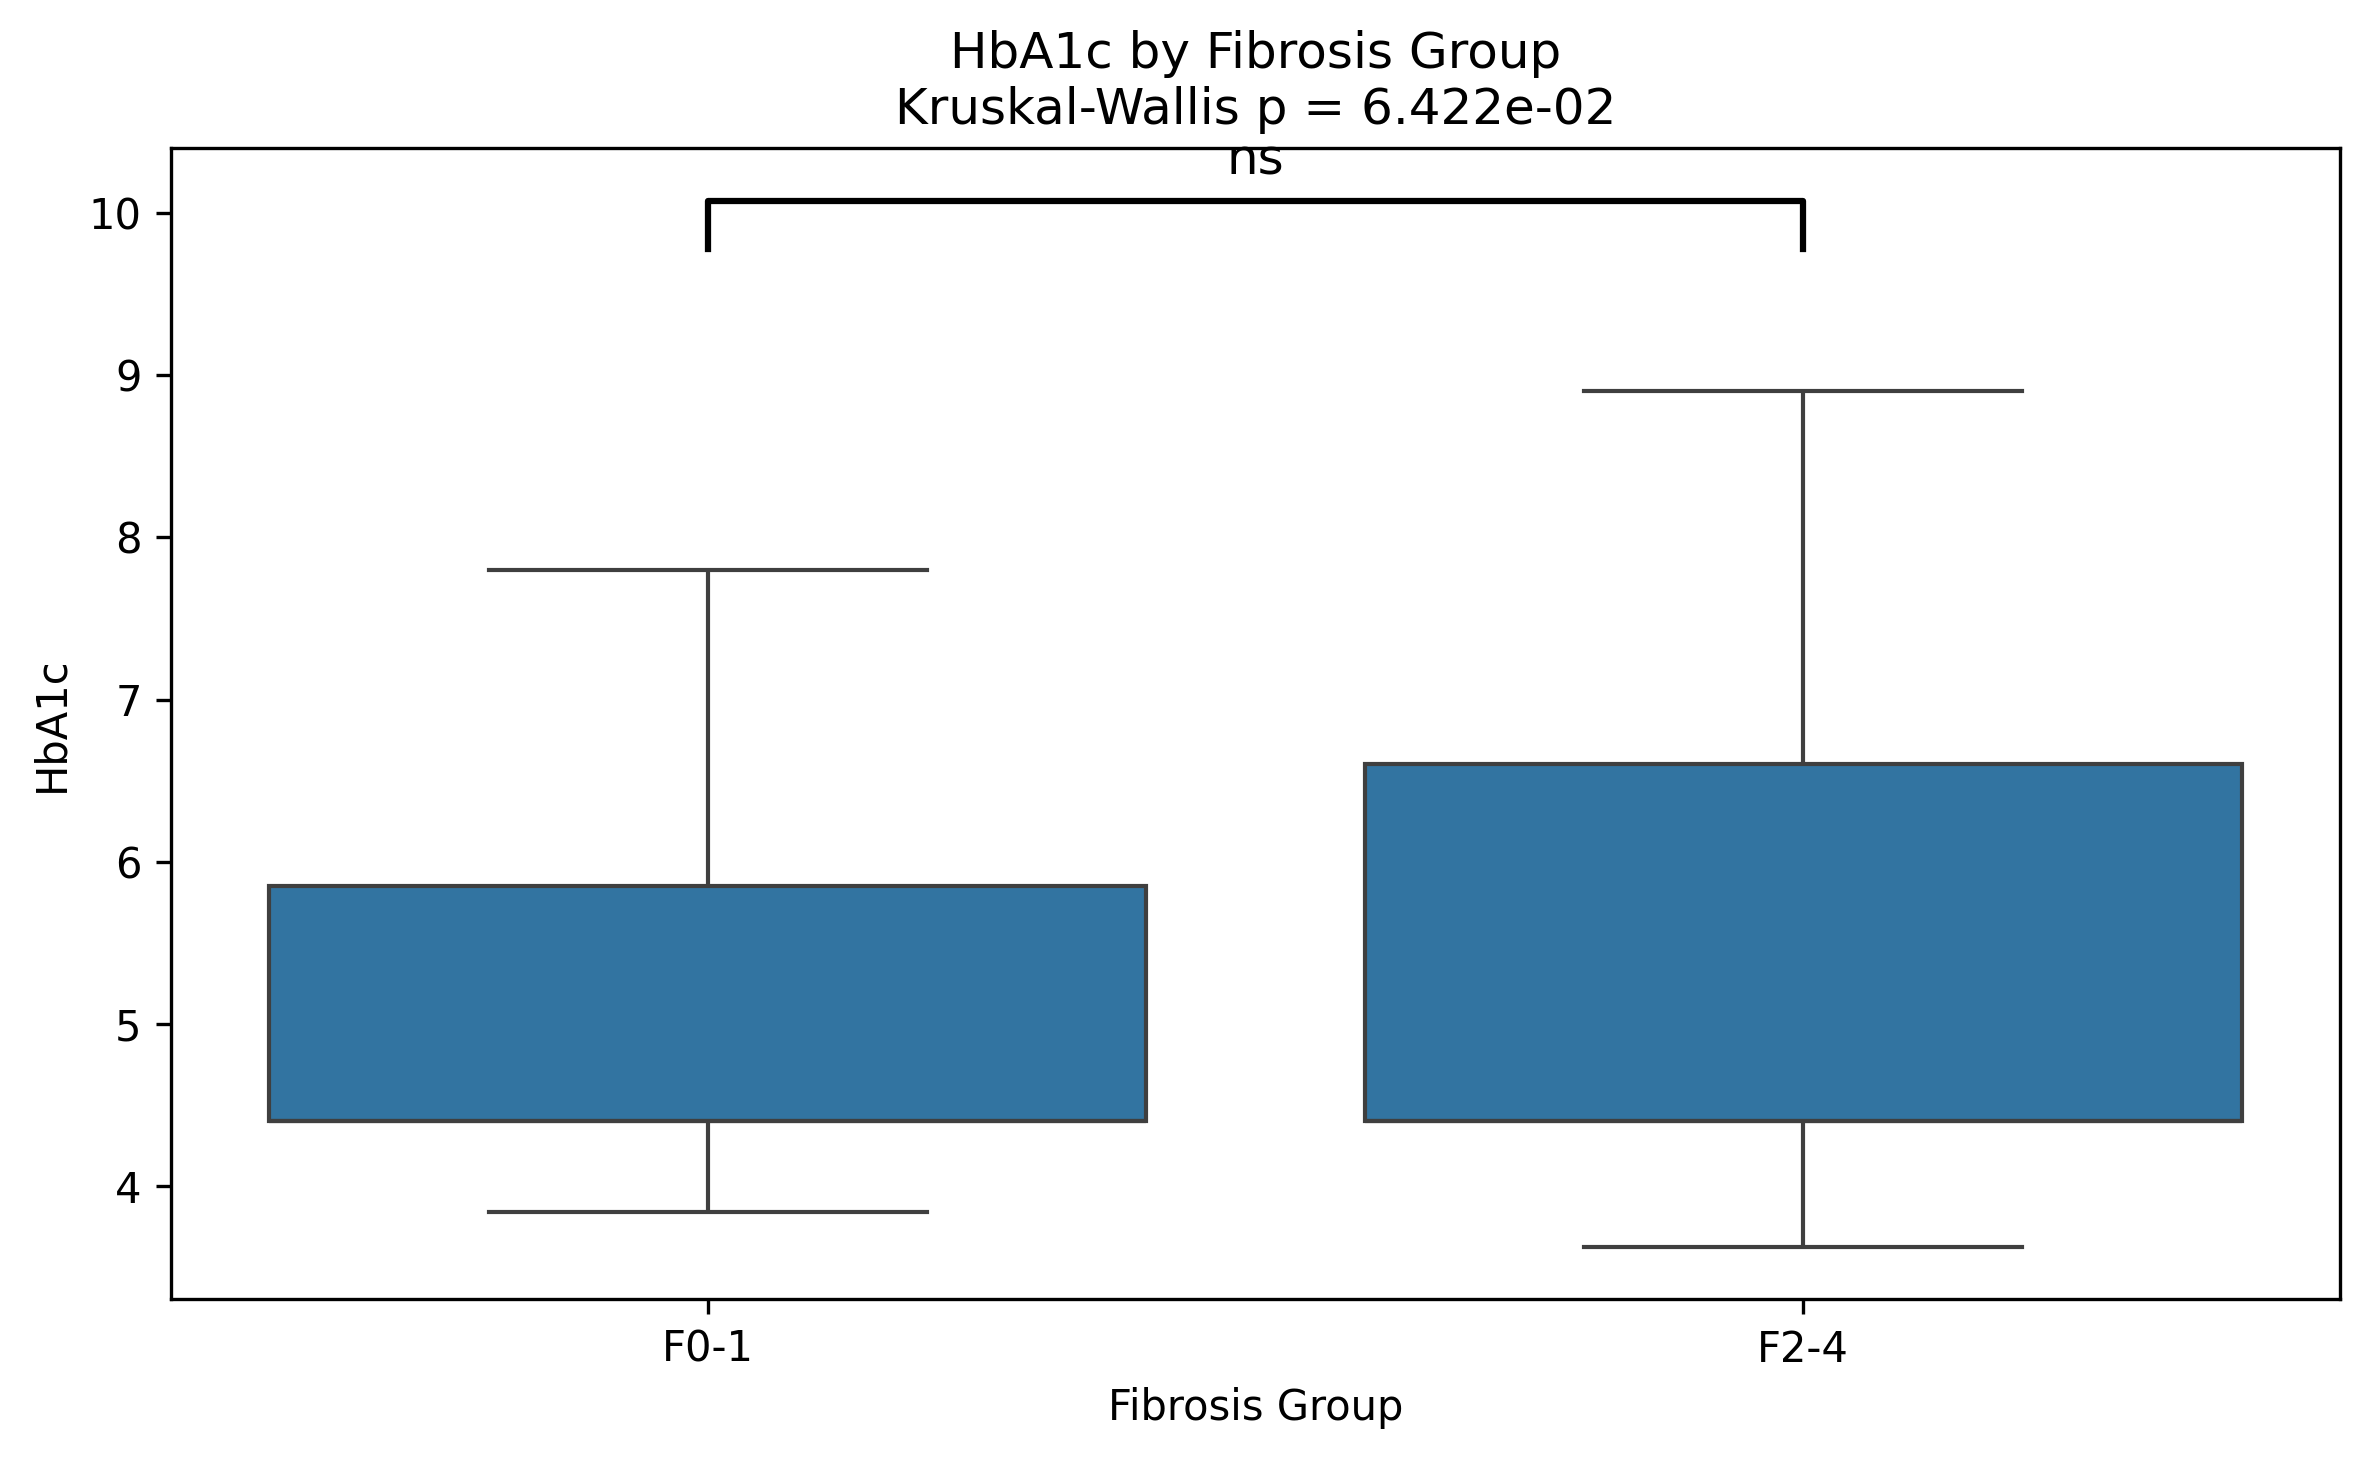 HbA1c by Fibrosis Group
Kruskal-Wallis p = 6.422e-02
ns
10
9
8
7
6
5
4
HbA1c
F0-1
F2-4
Fibrosis Group